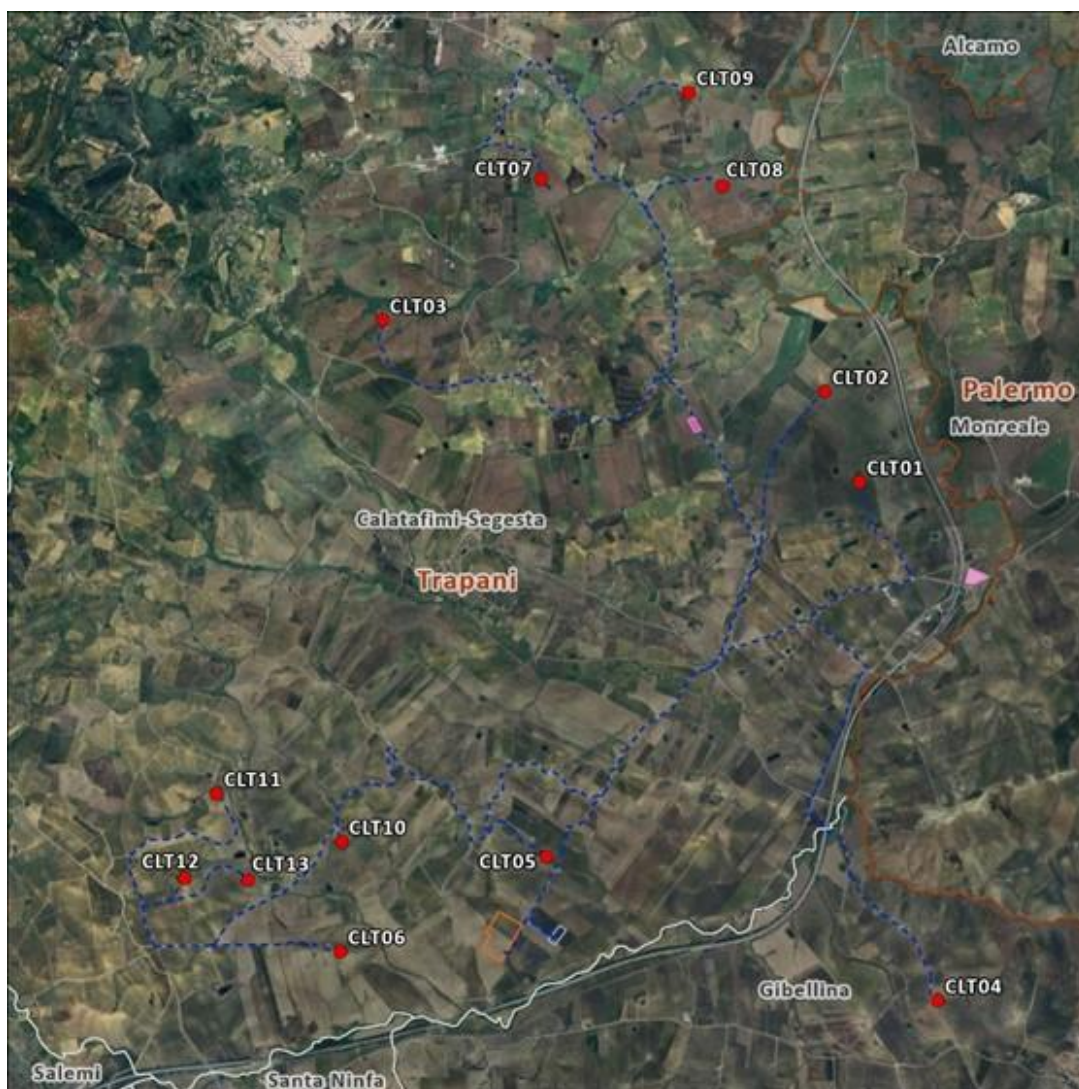 Alcamo
CLT09
CLT07
CLT08
CLT03
CLT02
Palermo
Monreale
CLT01
Calatafimi-Segesta
Trapani
CLT11
CLT10
CLT12
CLT13
CLT05
CLT06
Gibellina
CLT04
Salemi
Santa Ninfa